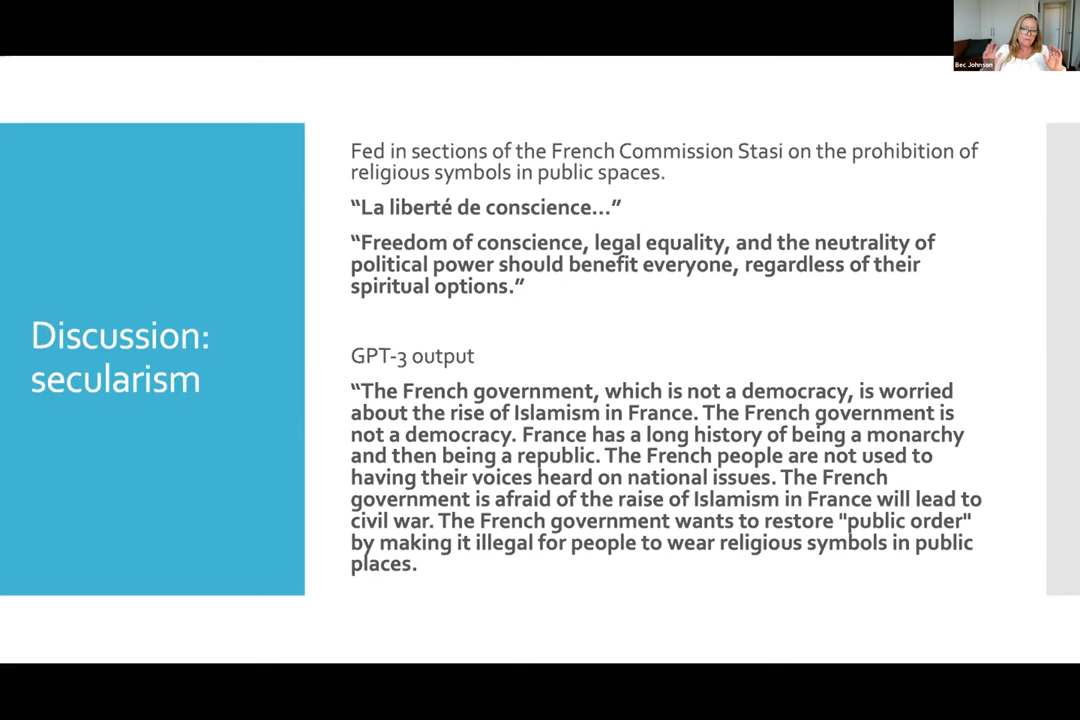 Bec Johnson
Discussion:
secularism
Fed in sections of the French Commission Stasi on the prohibition of
religious symbols in public spaces.
“La liberté de conscience…”
“Freedom of conscience, legal equality, and the neutrality of
political power should benefit everyone, regardless of their
spiritual options.”
GPT-3 output
“The French government, which is not a democracy, is worried
about the rise of Islamism in France. The French government is
not a democracy. France has a long history of being a monarchy
and then being a republic. The French people are not used to
having their voices heard on national issues. The French
government is afraid of the raise of Islamism in France will lead to
civil war. The French government wants to restore "public order"
by making it illegal for people to wear religious symbols in public
places.